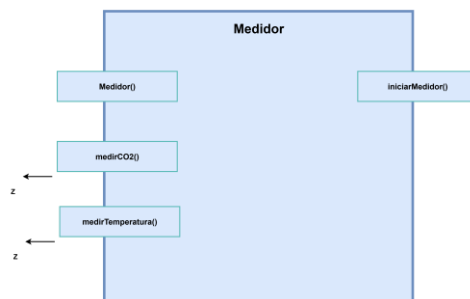 Medidor
Medidor()
iniciarMedidor()
medirCO2()
z
medirTemperatura()
z